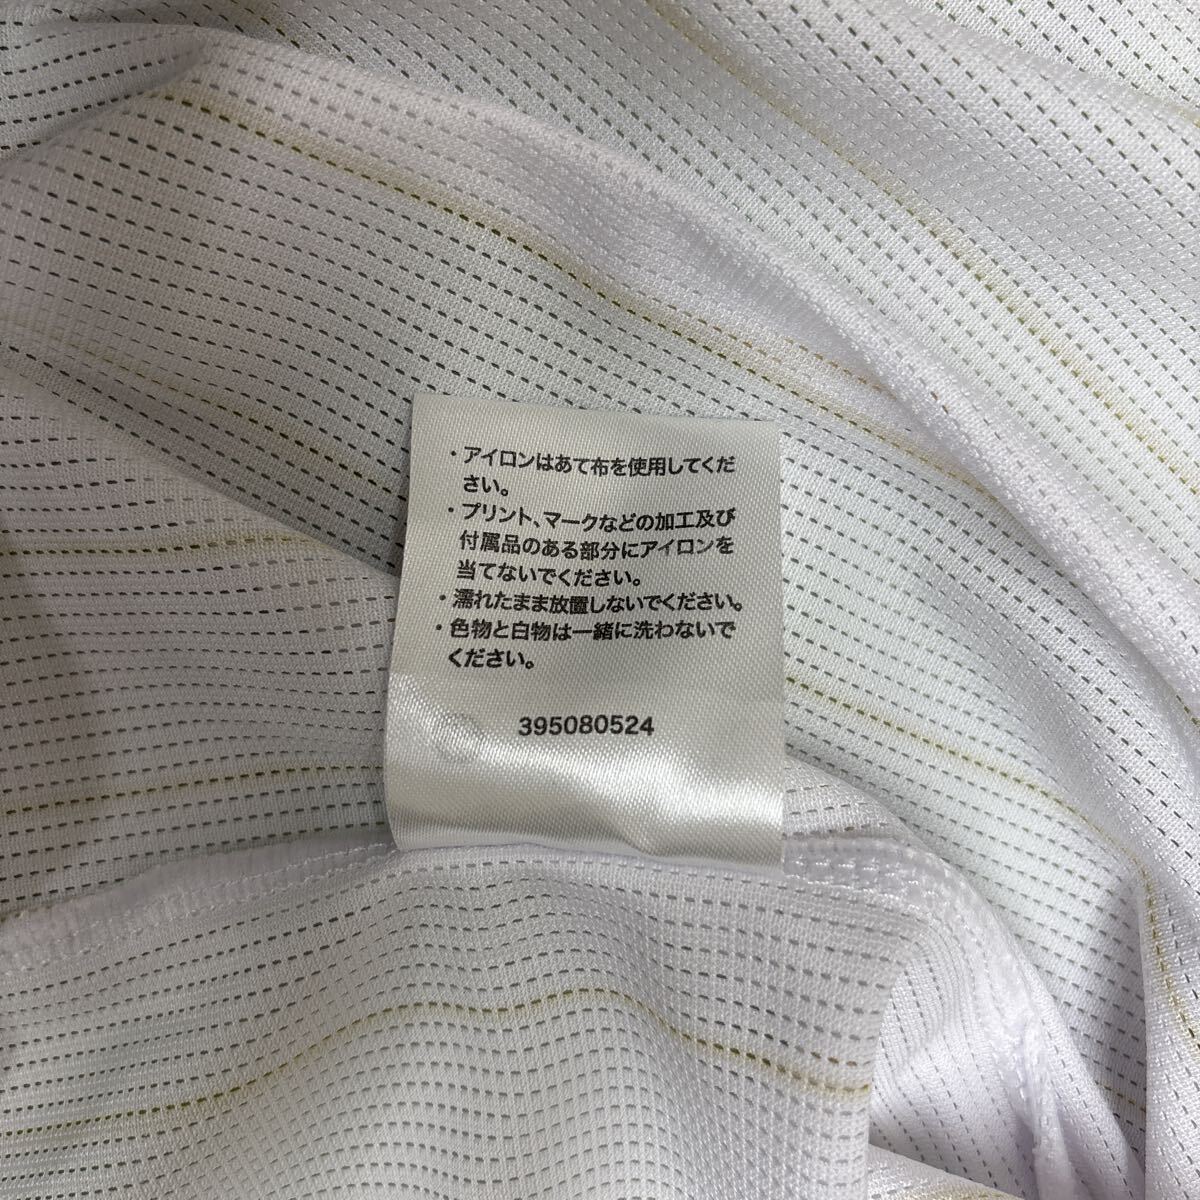 ・アイロンはあて布を使用してくだ
さい。
・プリント、マークなどの加工及び
付属品のある部分にアイロンを
当てないでください。
・濡れたまま放置しないでください。
・色物と白物は一緒に洗わないで
ください。
395080524